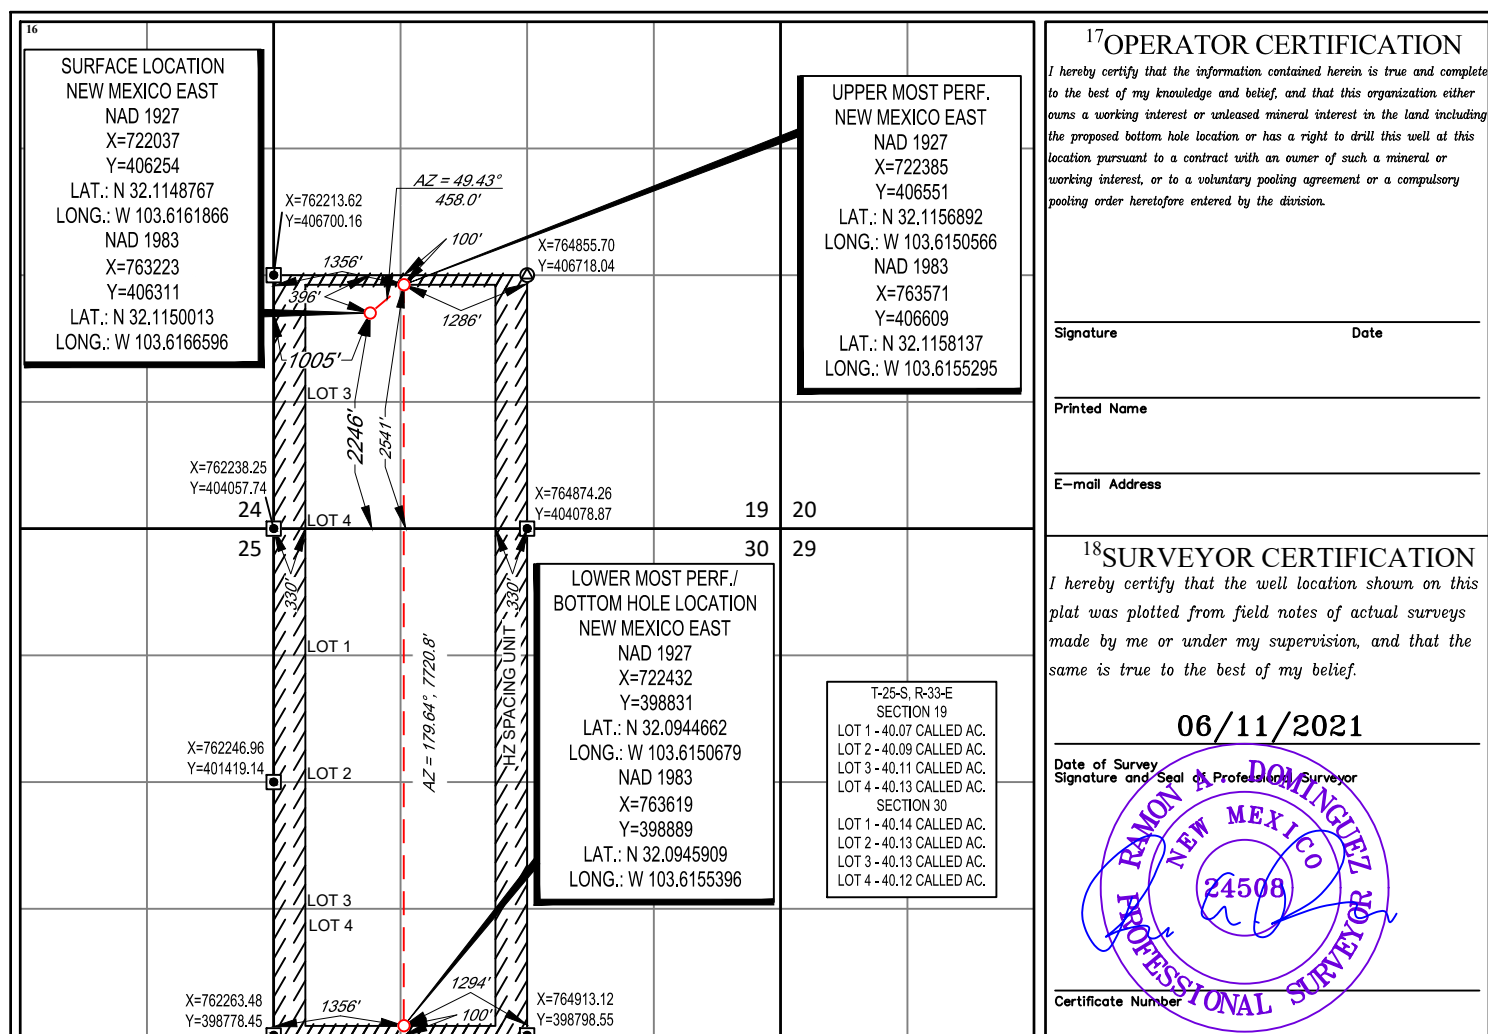 16
SURFACE LOCATION
NEW MEXICO EAST
NAD 1927
X=722037
Y=406254
LAT.: N 32.1148767
LONG.: W 103.6161866
NAD 1983
X=763223
Y=406311
LAT.: N 32.1150013
LONG.: W 103.6166596
UPPER MOST PERF.
NEW MEXICO EAST
NAD 1927
X=722385
Y=406551
LAT.: N 32.1156892
LONG.: W 103.6150566
NAD 1983
X=763571
Y=406609
LAT.: N 32.1158137
LONG.: W 103.6155295
X=762213.62
Y=406700.16
AZ = 49.43°
458.0'
100'
X=764855.70
Y=406718.04
1356'
396'
1286'
1005'
LOT 3
2246'
2541'
X=762238.25
Y=404057.74
X=764874.26
Y=404078.87
24
LOT 4
19
20
25
30
29
330'
330'
LOT 1
HZ SPACING UNIT
AZ = 179.64°, 7720.8'
LOWER MOST PERF./
BOTTOM HOLE LOCATION
NEW MEXICO EAST
NAD 1927
X=722432
Y=398831
LAT.: N 32.0944662
LONG.: W 103.6150679
NAD 1983
X=763619
Y=398889
LAT.: N 32.0945909
LONG.: W 103.6155396
T-25-S, R-33-E
SECTION 19
LOT 1 - 40.07 CALLED AC.
LOT 2 - 40.09 CALLED AC.
LOT 3 - 40.11 CALLED AC.
LOT 4 - 40.13 CALLED AC.
SECTION 30
LOT 1 - 40.14 CALLED AC.
LOT 2 - 40.13 CALLED AC.
LOT 3 - 40.13 CALLED AC.
LOT 4 - 40.12 CALLED AC.
X=762246.96
Y=401419.14
LOT 2
LOT 3
LOT 4
X=762263.48
Y=398778.45
1356'
1294'
100'
X=764913.12
Y=398798.55
17OPERATOR CERTIFICATION
I hereby certify that the information contained herein is true and complete
to the best of my knowledge and belief, and that this organization either
owns a working interest or unleased mineral interest in the land including
the proposed bottom hole location or has a right to drill this well at this
location pursuant to a contract with an owner of such a mineral or
working interest, or to a voluntary pooling agreement or a compulsory
pooling order heretofore entered by the division.
Signature Date
Printed Name
E-mail Address
18SURVEYOR CERTIFICATION
I hereby certify that the well location shown on this
plat was plotted from field notes of actual surveys
made by me or under my supervision, and that the
same is true to the best of my belief.
06/11/2021
Date of Survey
Signature and Seal of Professional Surveyor
RAMON A. DOMINGUEZ
NEW MEXICO
24508
PROFESSIONAL SURVEYOR
Certificate Number